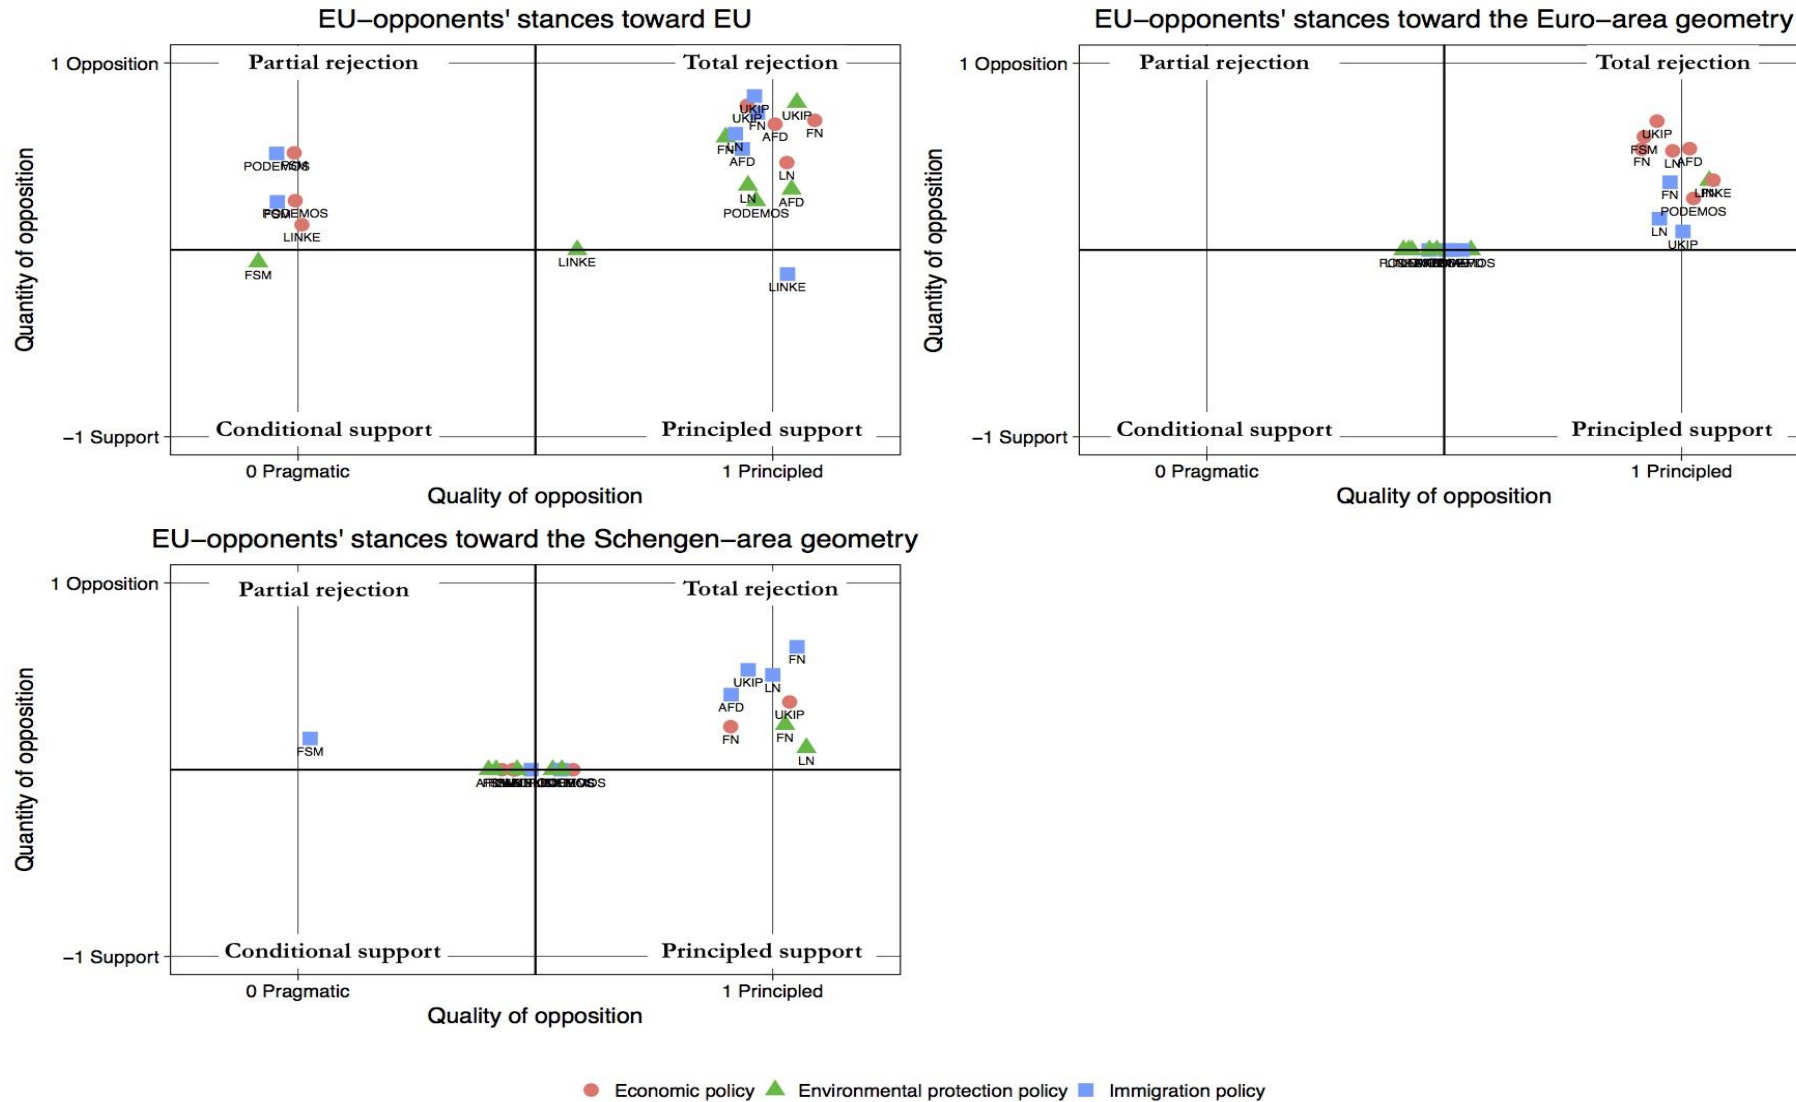 EU−opponents' stances toward EU
1 Opposition
Partial rejection
Total rejection
UKIP
UKIP
UKIP
FN
AFD
FN
FN
LN
AFD
PODEMOS
FSM
LN
LN
AFD
PODEMOS
FSM
PODEMOS
LINKE
LINKE
FSM
LINKE
Conditional support
Principled support
−1 Support
0 Pragmatic
1 Principled
Quality of opposition
Quantity of opposition
EU−opponents' stances toward the Euro−area geometry
1 Opposition
Partial rejection
Total rejection
UKIP
FSM
FN
LN
AFD
FN
LINKE
PODEMOS
LN
UKIP
Conditional support
Principled support
−1 Support
0 Pragmatic
1 Principled
Quality of opposition
Quantity of opposition
EU−opponents' stances toward the Schengen−area geometry
1 Opposition
Partial rejection
Total rejection
FN
UKIP
LN
AFD
UKIP
FN
FN
LN
FSM
Conditional support
Principled support
−1 Support
0 Pragmatic
1 Principled
Quality of opposition
Quantity of opposition
Economic policy
Environmental protection policy
Immigration policy